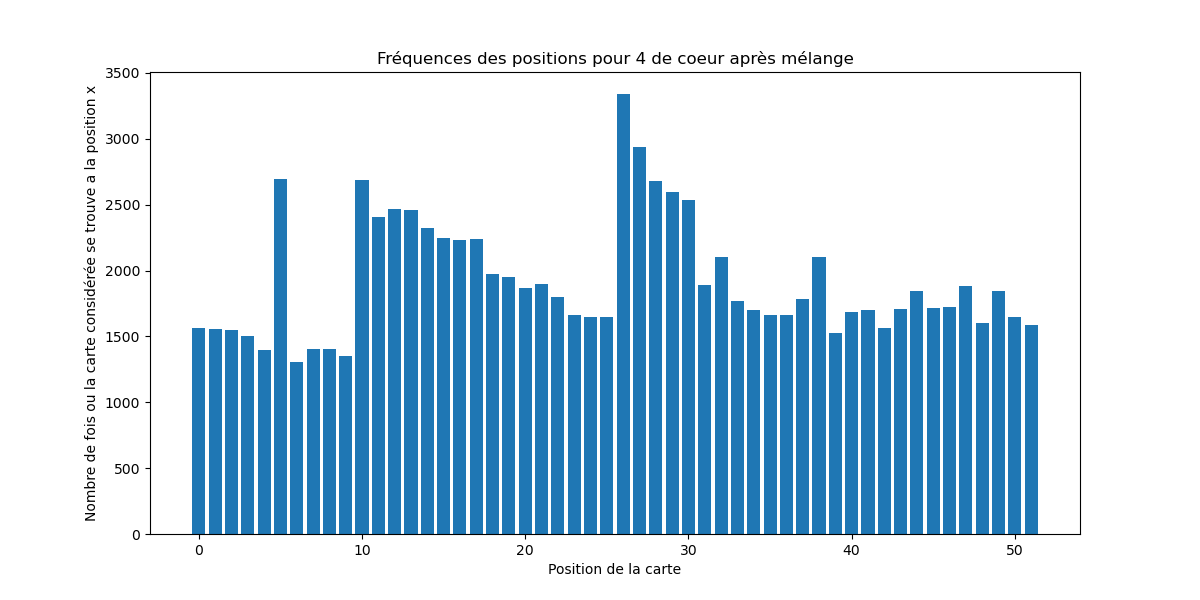 Fréquences des positions pour 4 de coeur après mélange
Nombre de fois ou la carte considérée se trouve a la position x
3500
3000
2500
2000
1500
1000
500
0
0 10 20 30 40 50
Position de la carte